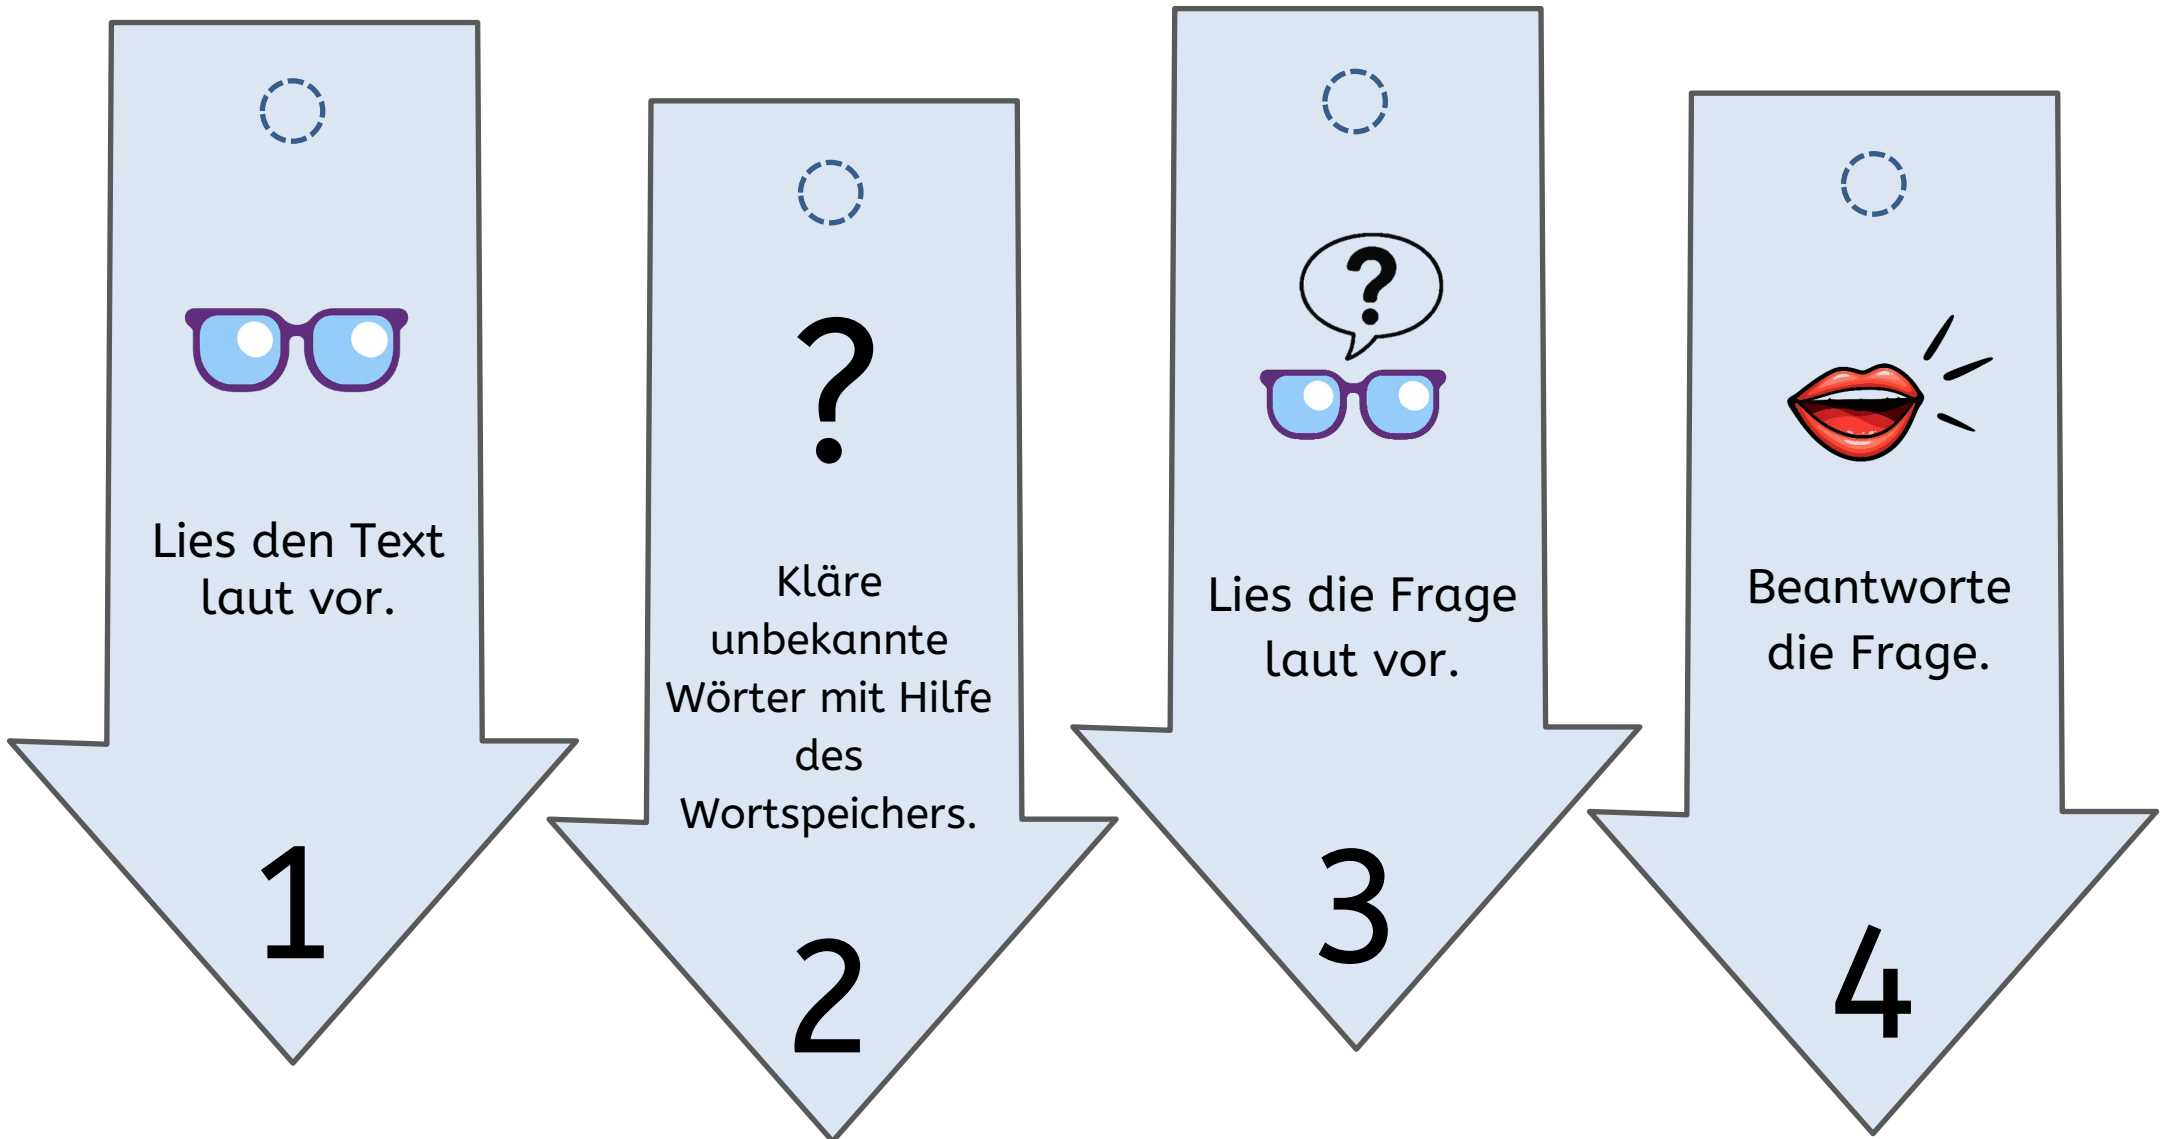 Lies den Text
laut vor.
1
?
Kläre
unbekannte
Wörter mit Hilfe
des
Wortspeichers.
2
?
Lies die Frage
laut vor.
3
Beantworte
die Frage.
4